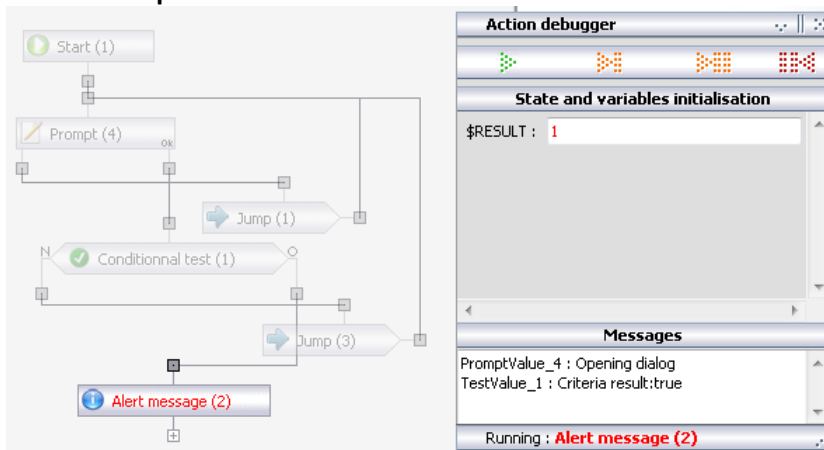 Start (1)
Prompt (4)
Ok
Jump (1)
N
Conditionnal test (1)
O
Jump (3)
Alert message (2)
Action debugger
State and variables initialisation
$RESULT : 1
Messages
PromptValue_4 : Opening dialog
TestValue_1 : Criteria result:true
Running : Alert message (2)